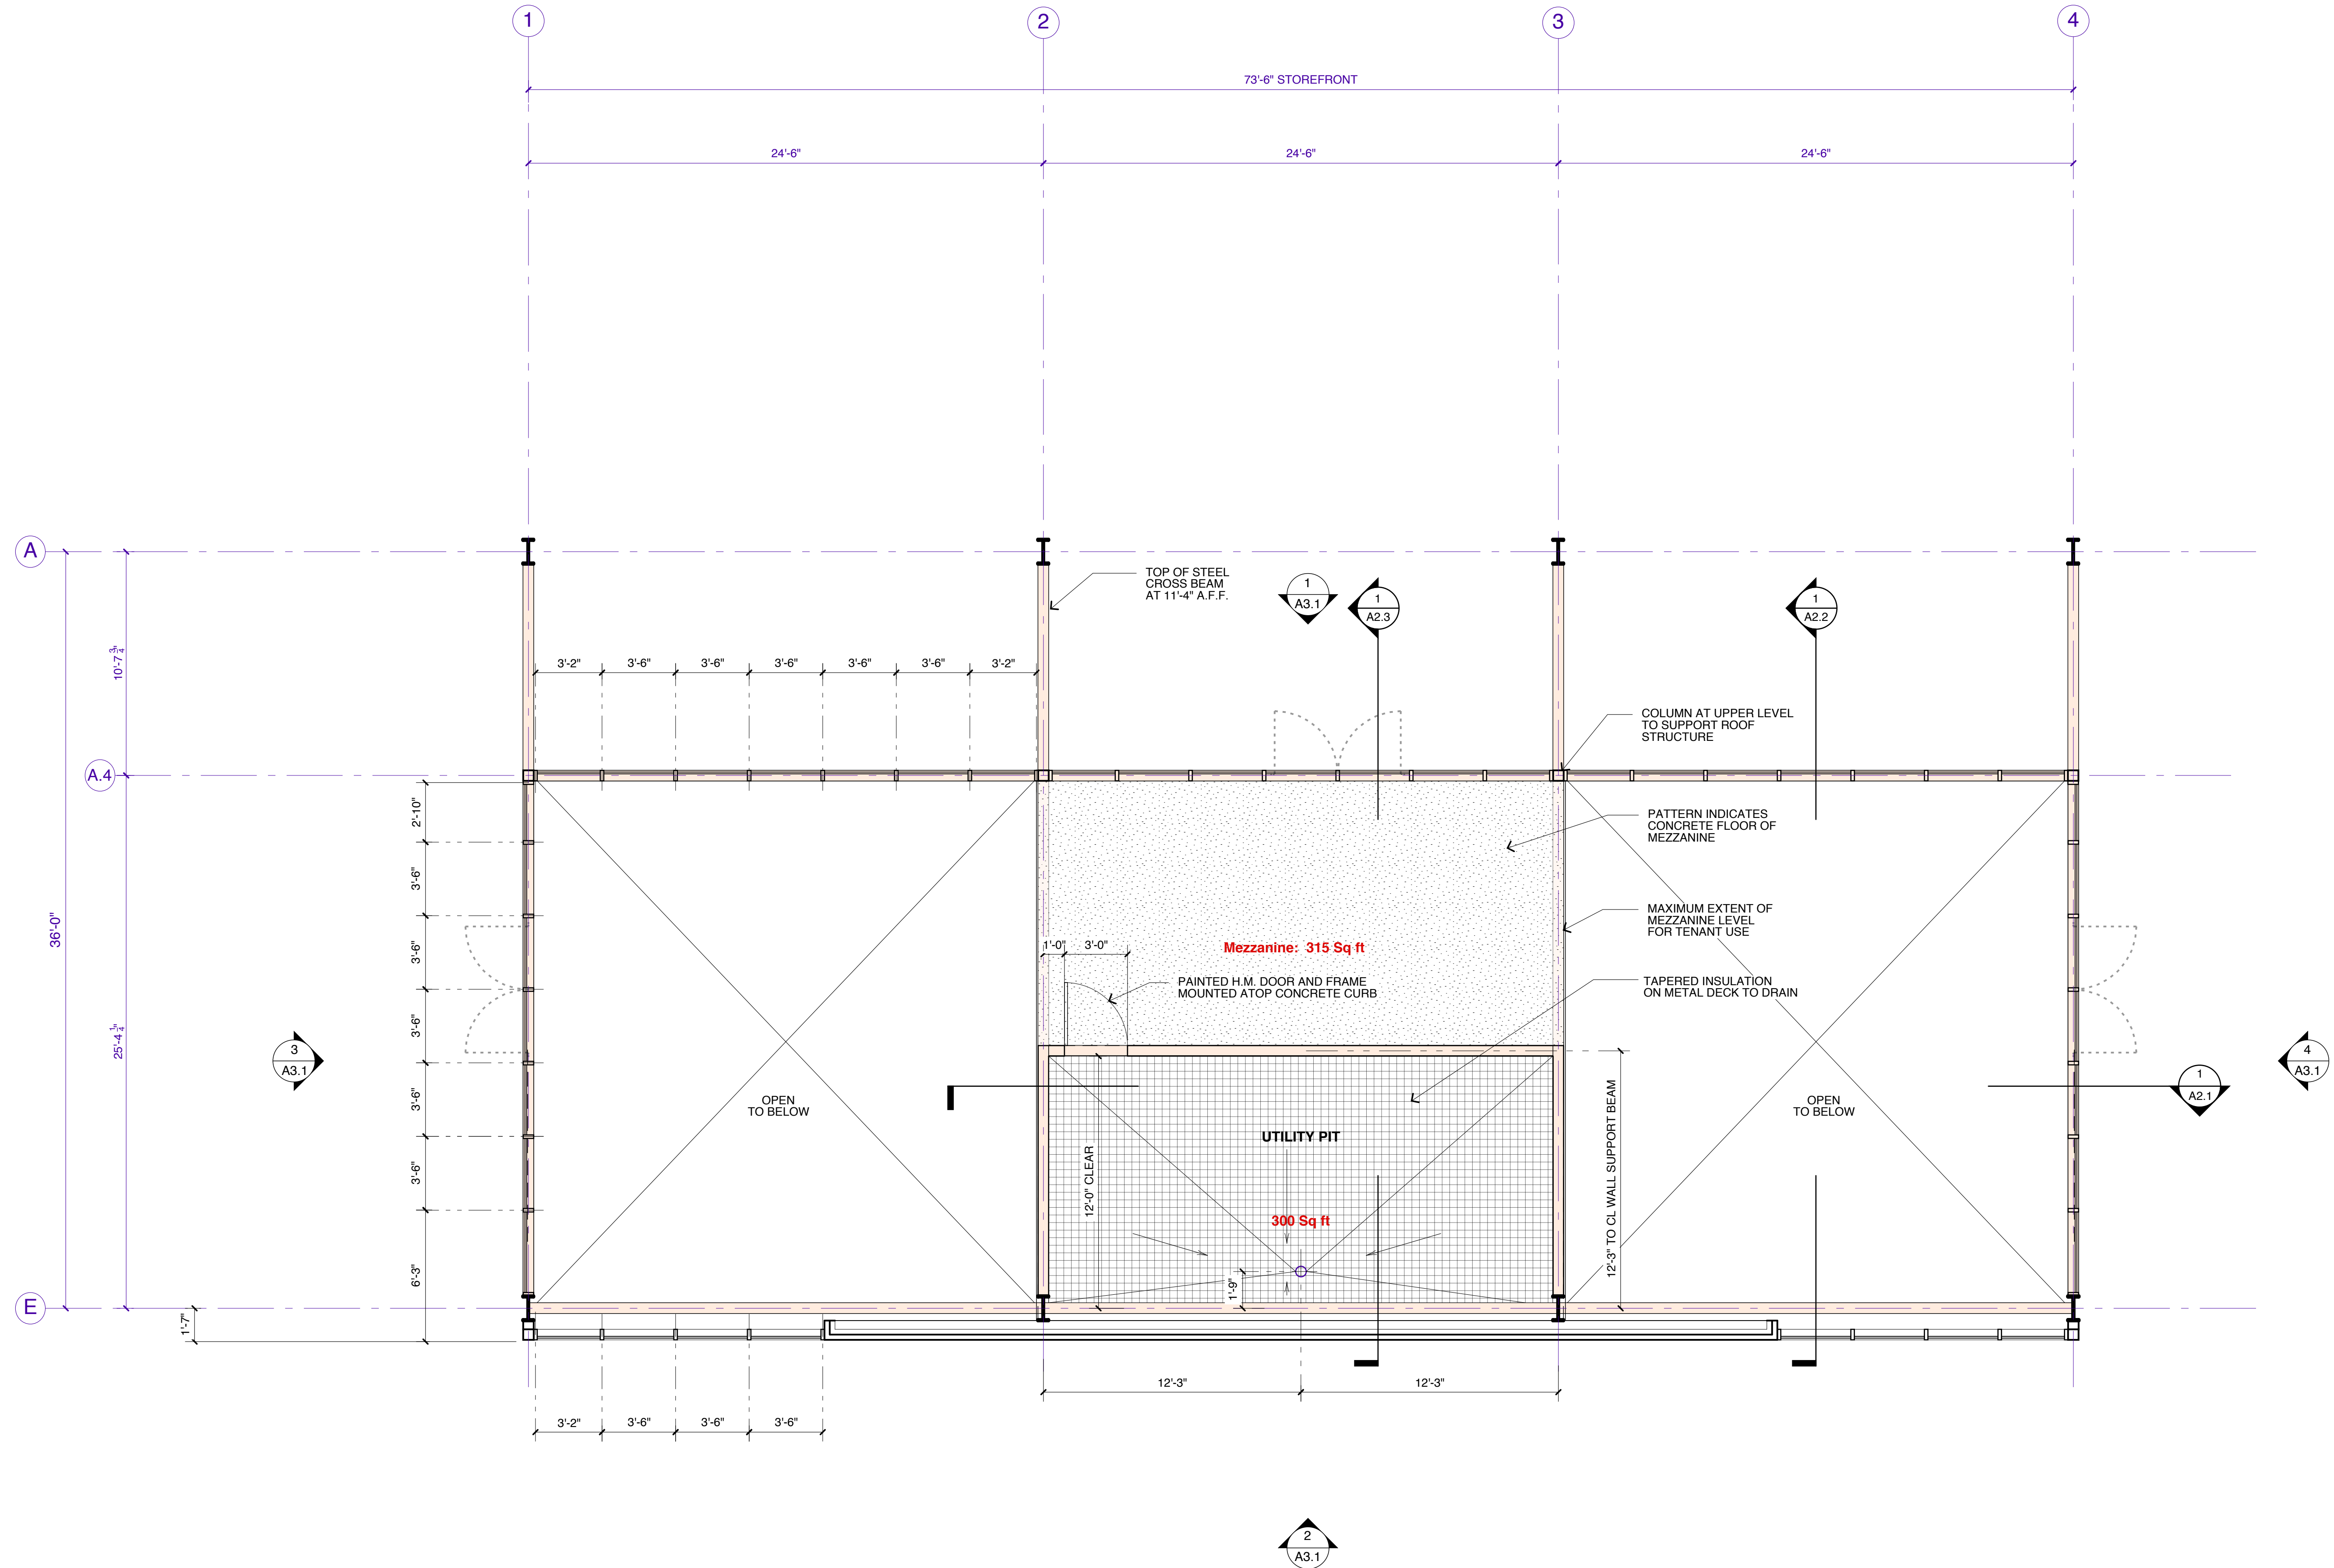 1
2
3
4
73'-6" STOREFRONT
24'-6"
24'-6"
24'-6"
A
TOP OF STEEL
CROSS BEAM
AT 11'-4" A.F.F.
1
A3.1
1
A2.3
1
A2.2
10'-7 3/4"
3'-2"
3'-6"
3'-6"
3'-6"
3'-6"
3'-6"
3'-2"
COLUMN AT UPPER LEVEL
TO SUPPORT ROOF
STRUCTURE
A.4
2'-10"
3'-6"
3'-6"
3'-6"
3'-6"
3'-6"
6'-3"
36'-0"
25'-4 1/4"
1'-7"
PATTERN INDICATES
CONCRETE FLOOR OF
MEZZANINE
MAXIMUM EXTENT OF
MEZZANINE LEVEL
FOR TENANT USE
1'-0"
3'-0"
Mezzanine: 315 Sq ft
PAINTED H.M. DOOR AND FRAME
MOUNTED ATOP CONCRETE CURB
TAPERED INSULATION
ON METAL DECK TO DRAIN
3
A3.1
4
A3.1
1
A2.1
OPEN
TO BELOW
OPEN
TO BELOW
UTILITY PIT
12'-0" CLEAR
12'-3" TO CL WALL SUPPORT BEAM
300 Sq ft
1'-9"
E
12'-3"
12'-3"
3'-2"
3'-6"
3'-6"
3'-6"
2
A3.1